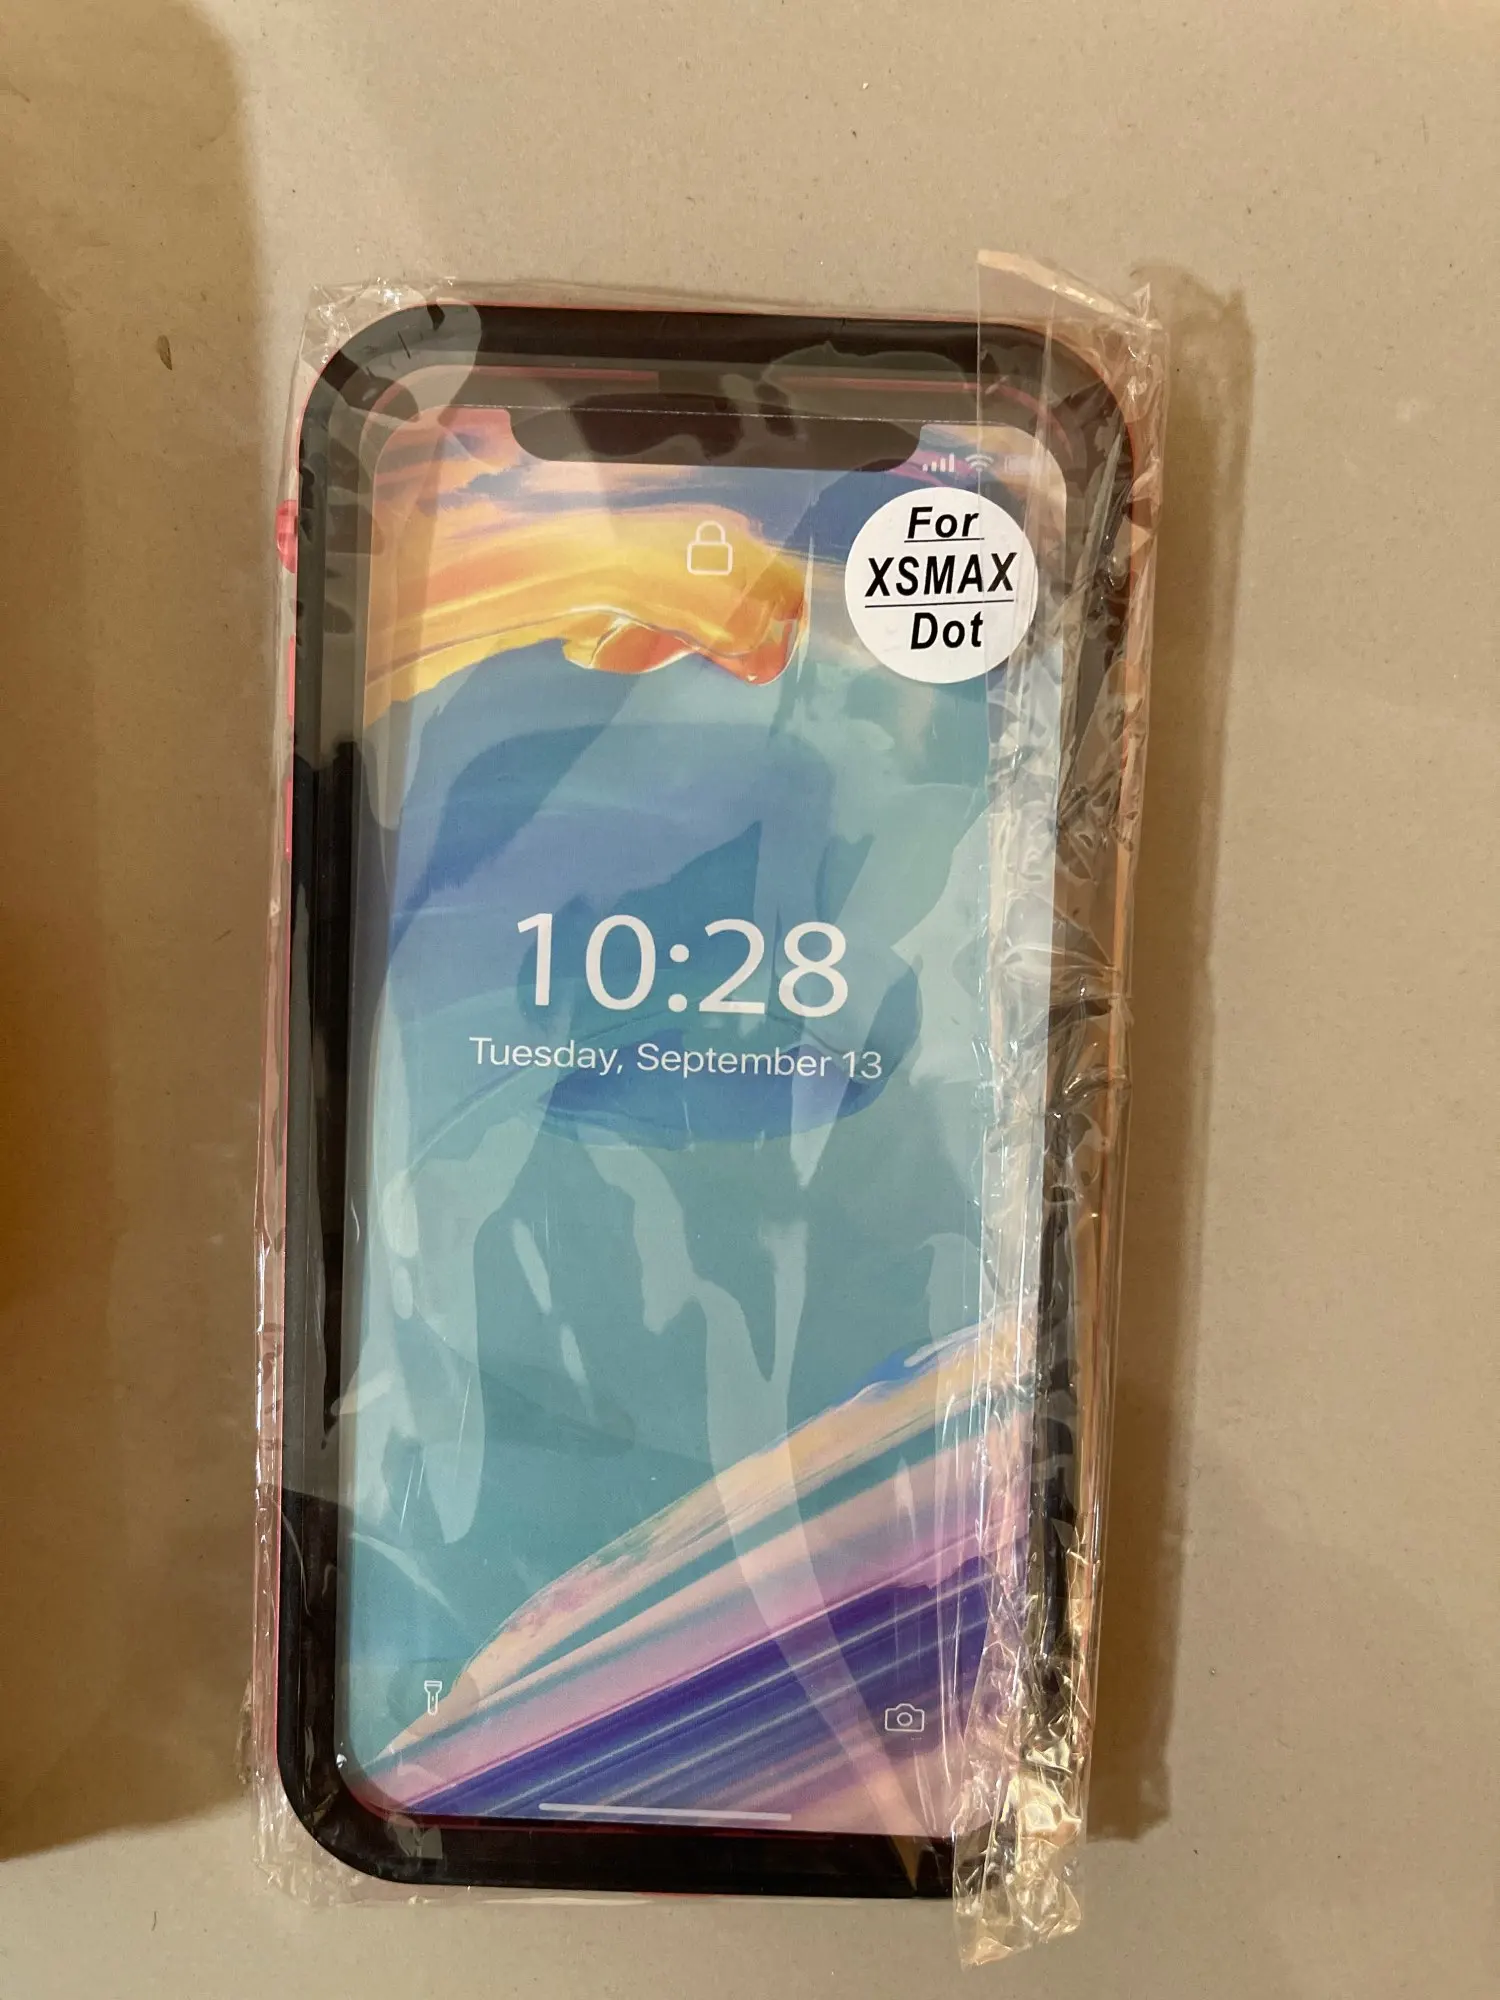 For
XSMAX
Dot
10:28
Tuesday, September 13